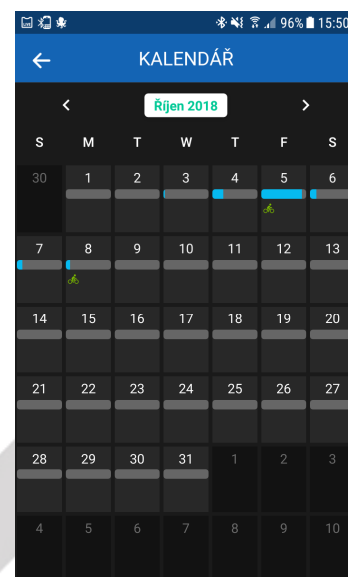 96% 15:50
KALENDÁŘ
Říjen 2018
S M T W T F S
30 1 2 3 4 5 6
7 8 9 10 11 12 13
14 15 16 17 18 19 20
21 22 23 24 25 26 27
28 29 30 31 1 2 3
4 5 6 7 8 9 10